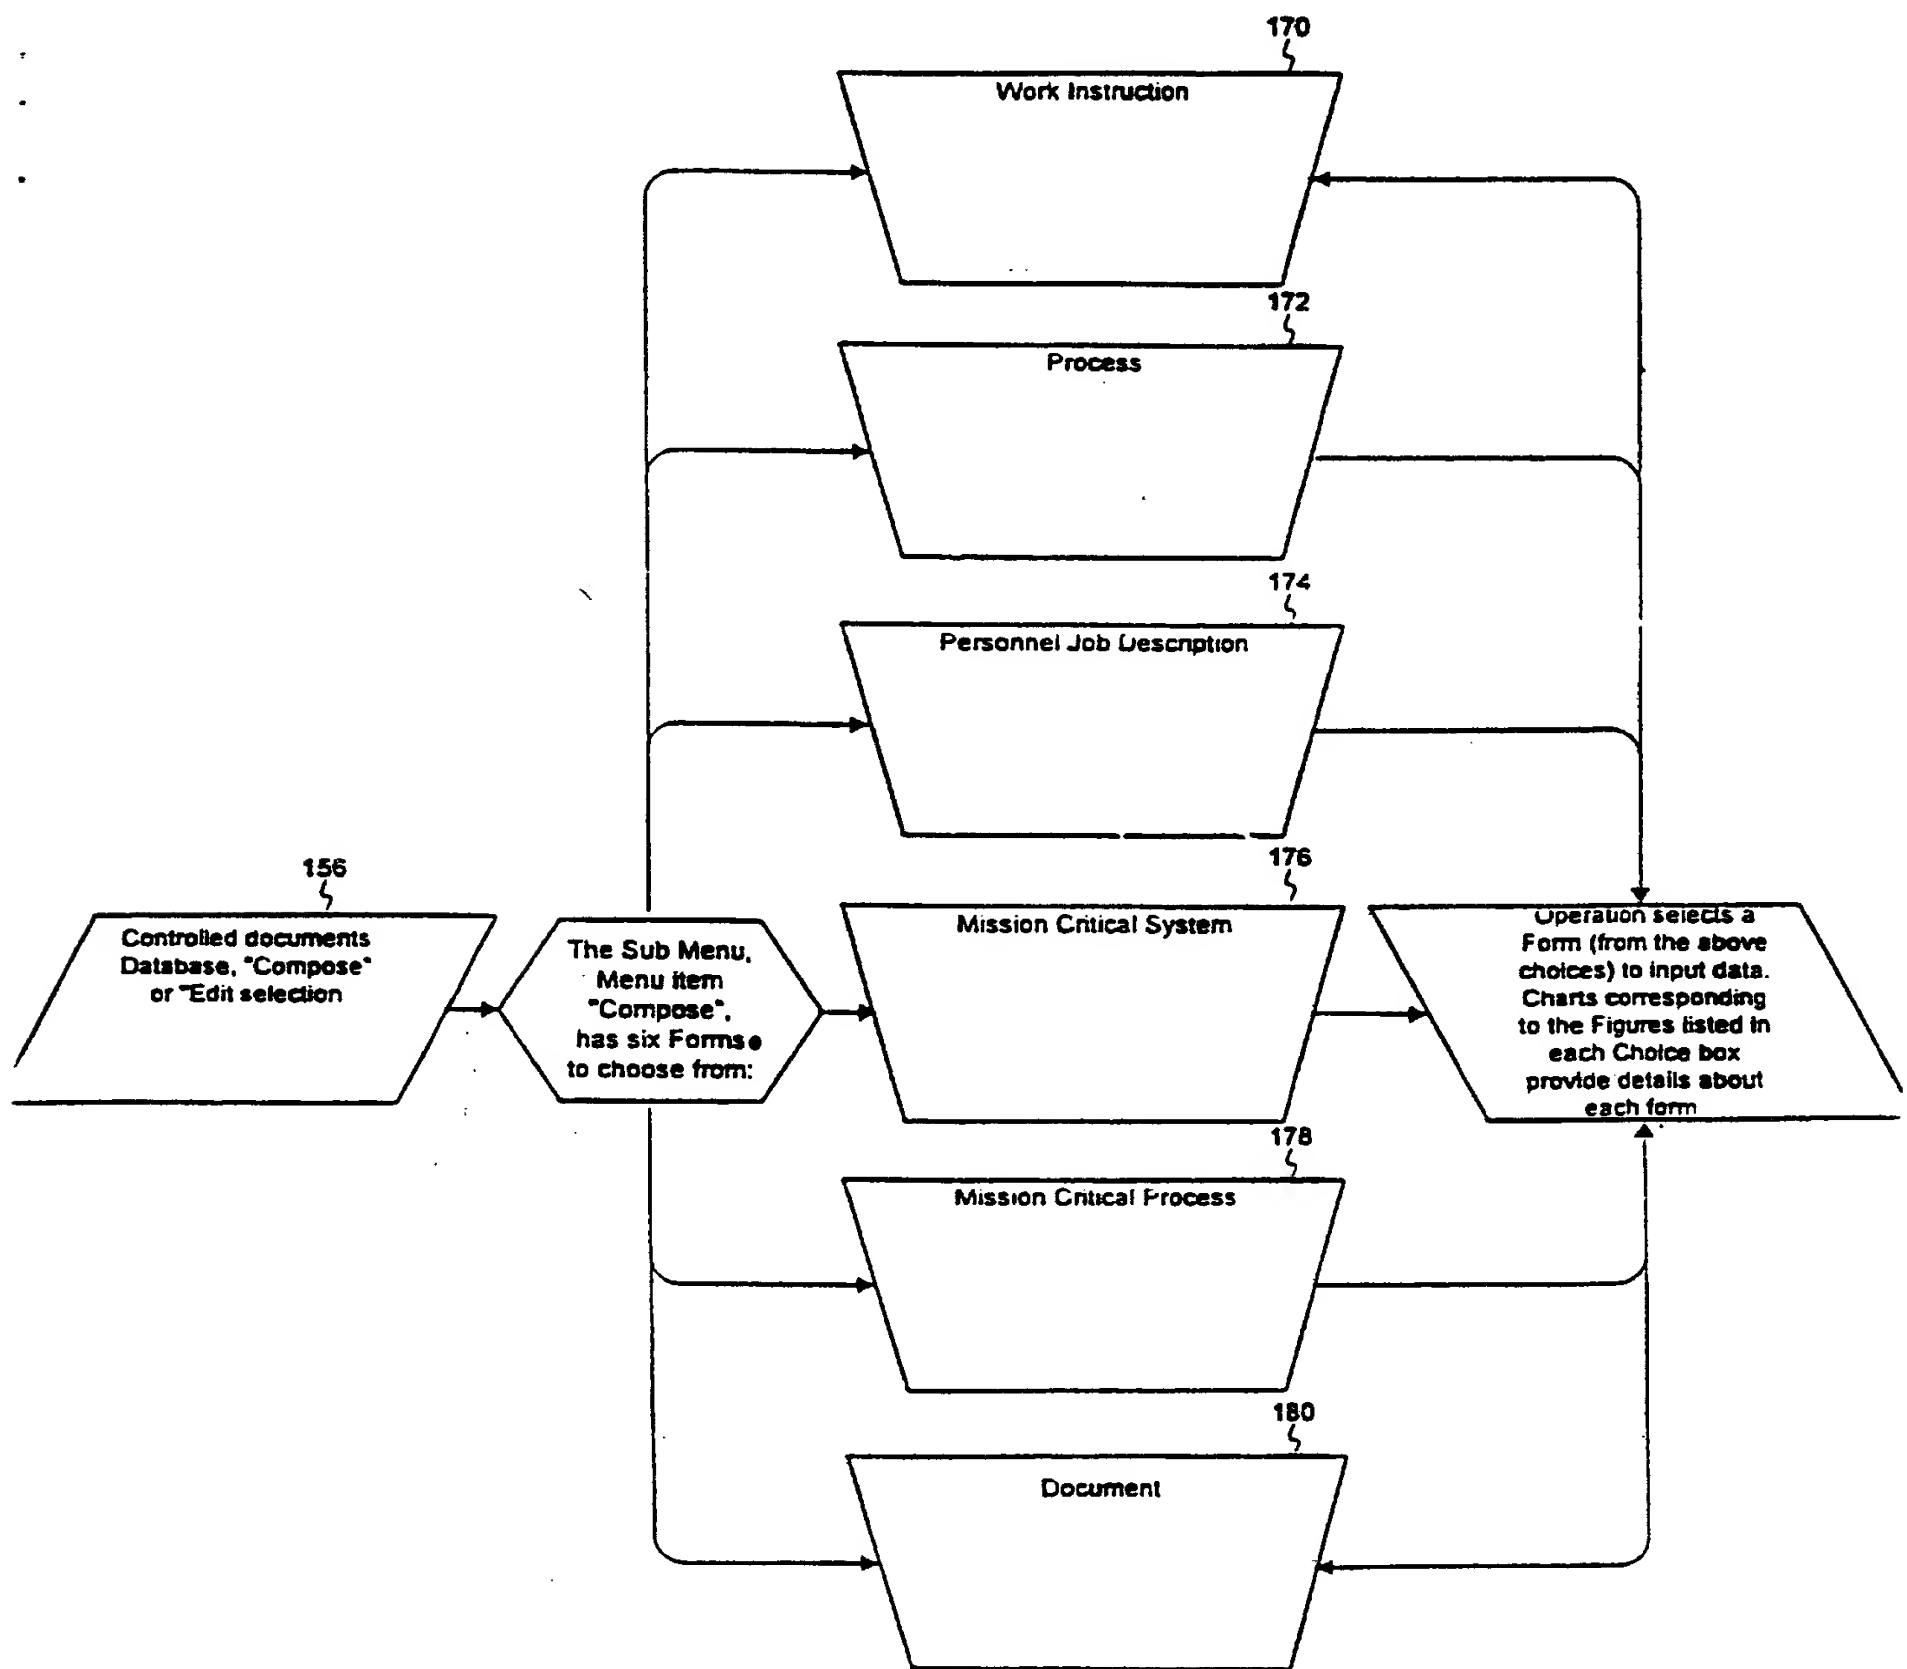 170
Work Instruction
172
Process
174
Personnel Job Description
156
Controlled documents
Database, "Compose"
or "Edit selection
The Sub Menu,
Menu item
"Compose",
has six Forms
to choose from:
176
Mission Critical System
Operation selects a
Form (from the above
choices) to input data.
Charts corresponding
to the Figures listed in
each Choice box
provide details about
each form
178
Mission Critical Process
180
Document